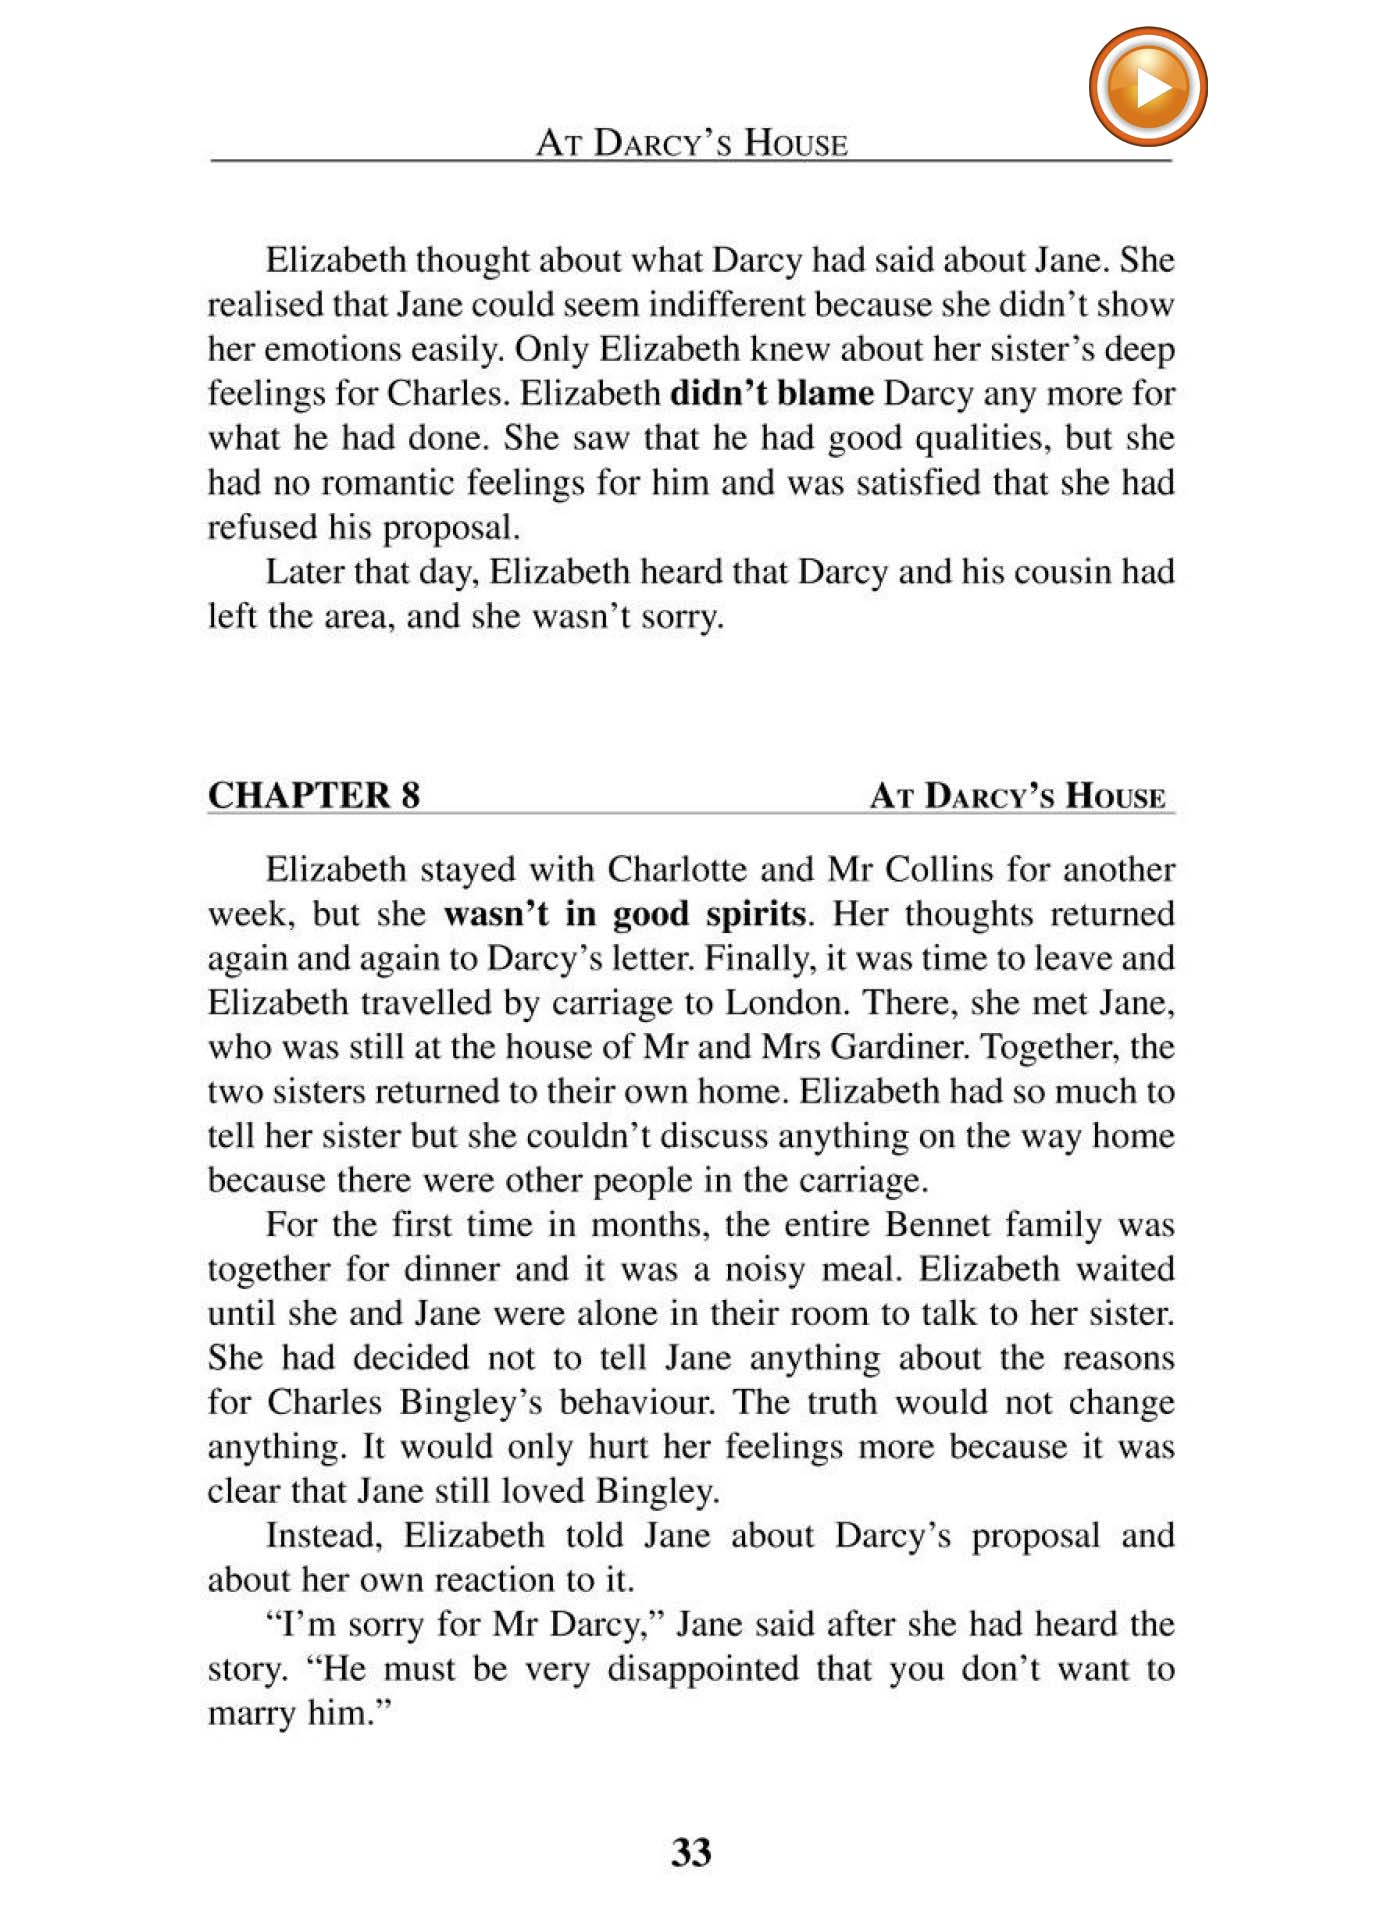 At Darcy’s House
Elizabeth thought about what Darcy had said about Jane. She
realised that Jane could seem indifferent because she didn’t show
her emotions easily. Only Elizabeth knew about her sister’s deep
feelings for Charles. Elizabeth didn’t blame Darcy any more for
what he had done. She saw that he had good qualities, but she
had no romantic feelings for him and was satisfied that she had
refused his proposal.
Later that day, Elizabeth heard that Darcy and his cousin had
left the area, and she wasn’t sorry.
CHAPTER 8 At Darcy’s House
Elizabeth stayed with Charlotte and Mr Collins for another
week, but she wasn’t in good spirits. Her thoughts returned
again and again to Darcy’s letter. Finally, it was time to leave and
Elizabeth travelled by carriage to London. There, she met Jane,
who was still at the house of Mr and Mrs Gardiner. Together, the
two sisters returned to their own home. Elizabeth had so much to
tell her sister but she couldn’t discuss anything on the way home
because there were other people in the carriage.
For the first time in months, the entire Bennet family was
together for dinner and it was a noisy meal. Elizabeth waited
until she and Jane were alone in their room to talk to her sister.
She had decided not to tell Jane anything about the reasons
for Charles Bingley’s behaviour. The truth would not change
anything. It would only hurt her feelings more because it was
clear that Jane still loved Bingley.
Instead, Elizabeth told Jane about Darcy’s proposal and
about her own reaction to it.
“I’m sorry for Mr Darcy,” Jane said after she had heard the
story. “He must be very disappointed that you don’t want to
marry him.”
33